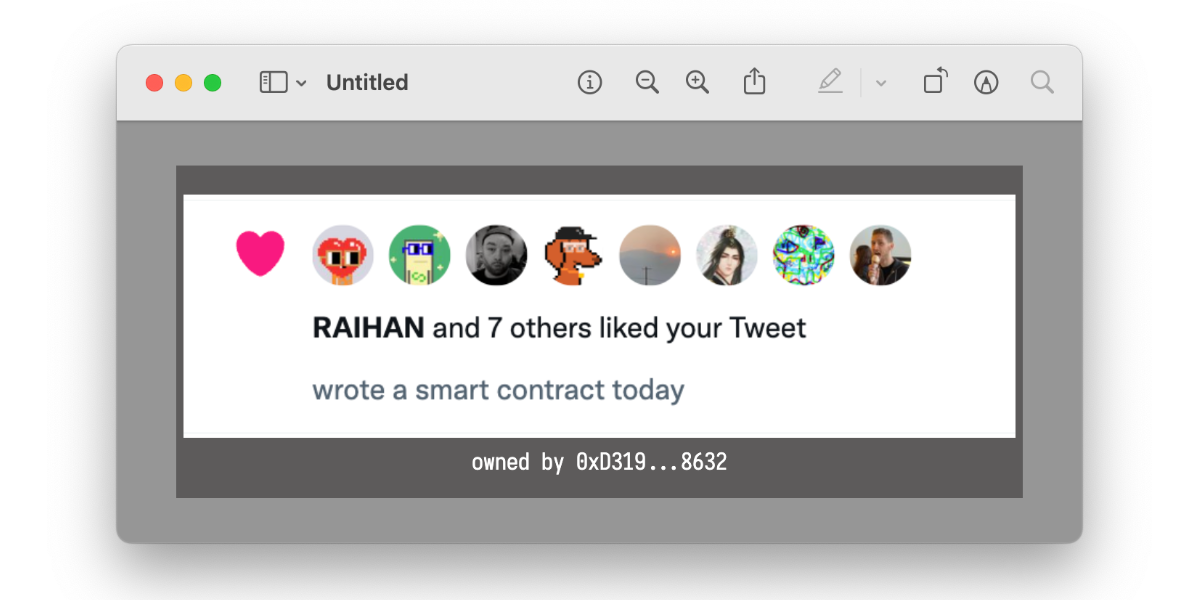 Untitled
RAIHAN and 7 others liked your Tweet
wrote a smart contract today
owned by 0xD319...8632